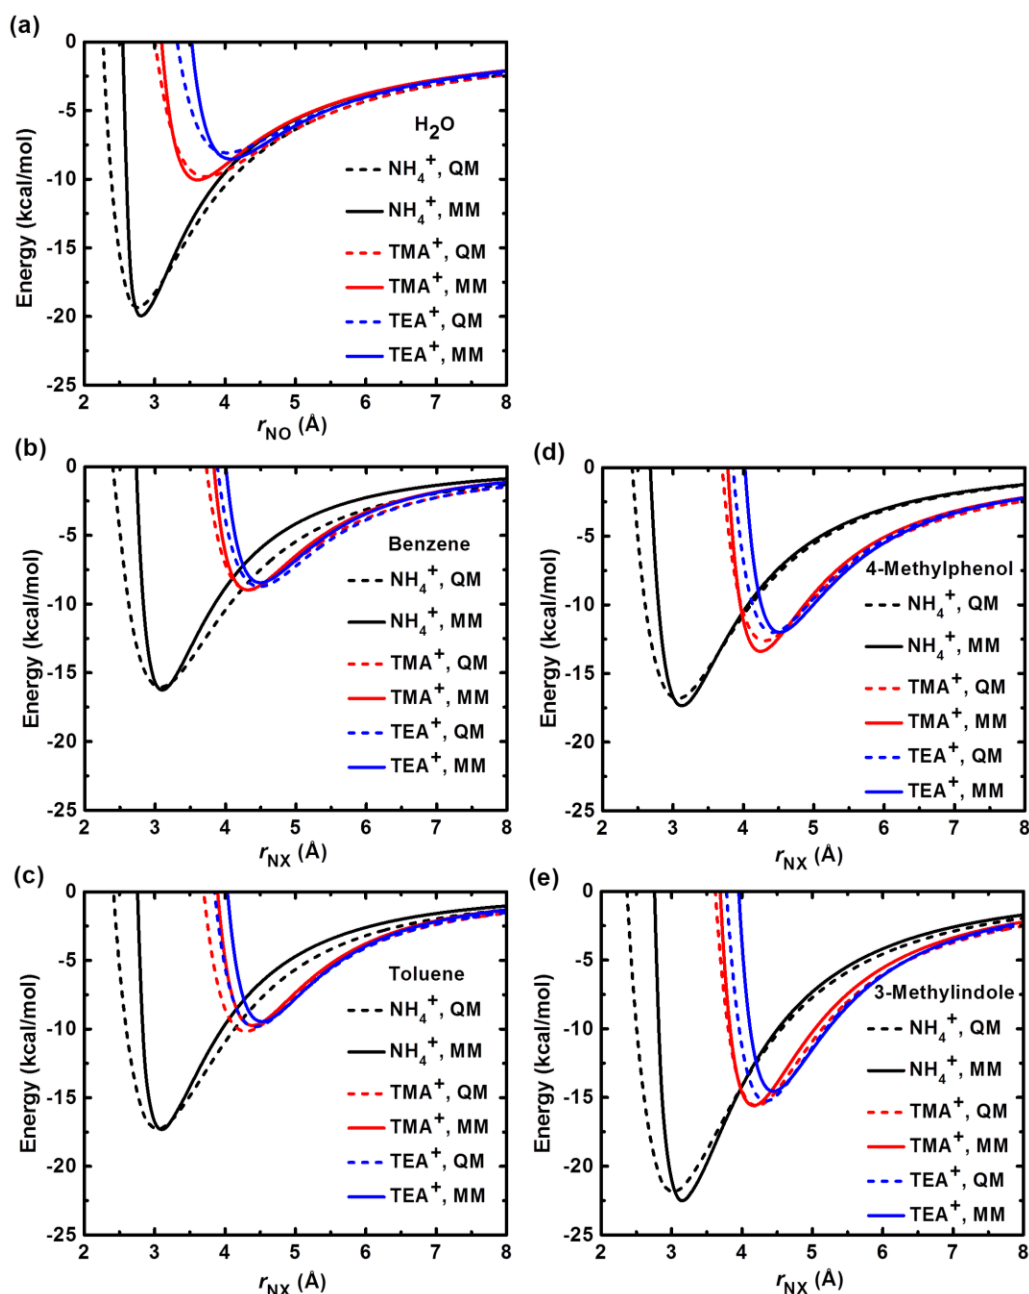 (a)
0
-5
-10
-15
-20
-25
Energy (kcal/mol)
H2O
NH4+, QM
NH4+, MM
TMA+, QM
TMA+, MM
TEA+, QM
TEA+, MM
2 3 4 5 6 7 8
rNO (Å)
(b)
0
-5
-10
-15
-20
-25
Energy (kcal/mol)
Benzene
NH4+, QM
NH4+, MM
TMA+, QM
TMA+, MM
TEA+, QM
TEA+, MM
2 3 4 5 6 7 8
rNX (Å)
(c)
0
-5
-10
-15
-20
-25
Energy (kcal/mol)
Toluene
NH4+, QM
NH4+, MM
TMA+, QM
TMA+, MM
TEA+, QM
TEA+, MM
2 3 4 5 6 7 8
rNX (Å)
(d)
0
-5
-10
-15
-20
-25
Energy (kcal/mol)
4-Methylphenol
NH4+, QM
NH4+, MM
TMA+, QM
TMA+, MM
TEA+, QM
TEA+, MM
2 3 4 5 6 7 8
rNX (Å)
(e)
0
-5
-10
-15
-20
-25
Energy (kcal/mol)
3-Methylindole
NH4+, QM
NH4+, MM
TMA+, QM
TMA+, MM
TEA+, QM
TEA+, MM
2 3 4 5 6 7 8
rNX (Å)